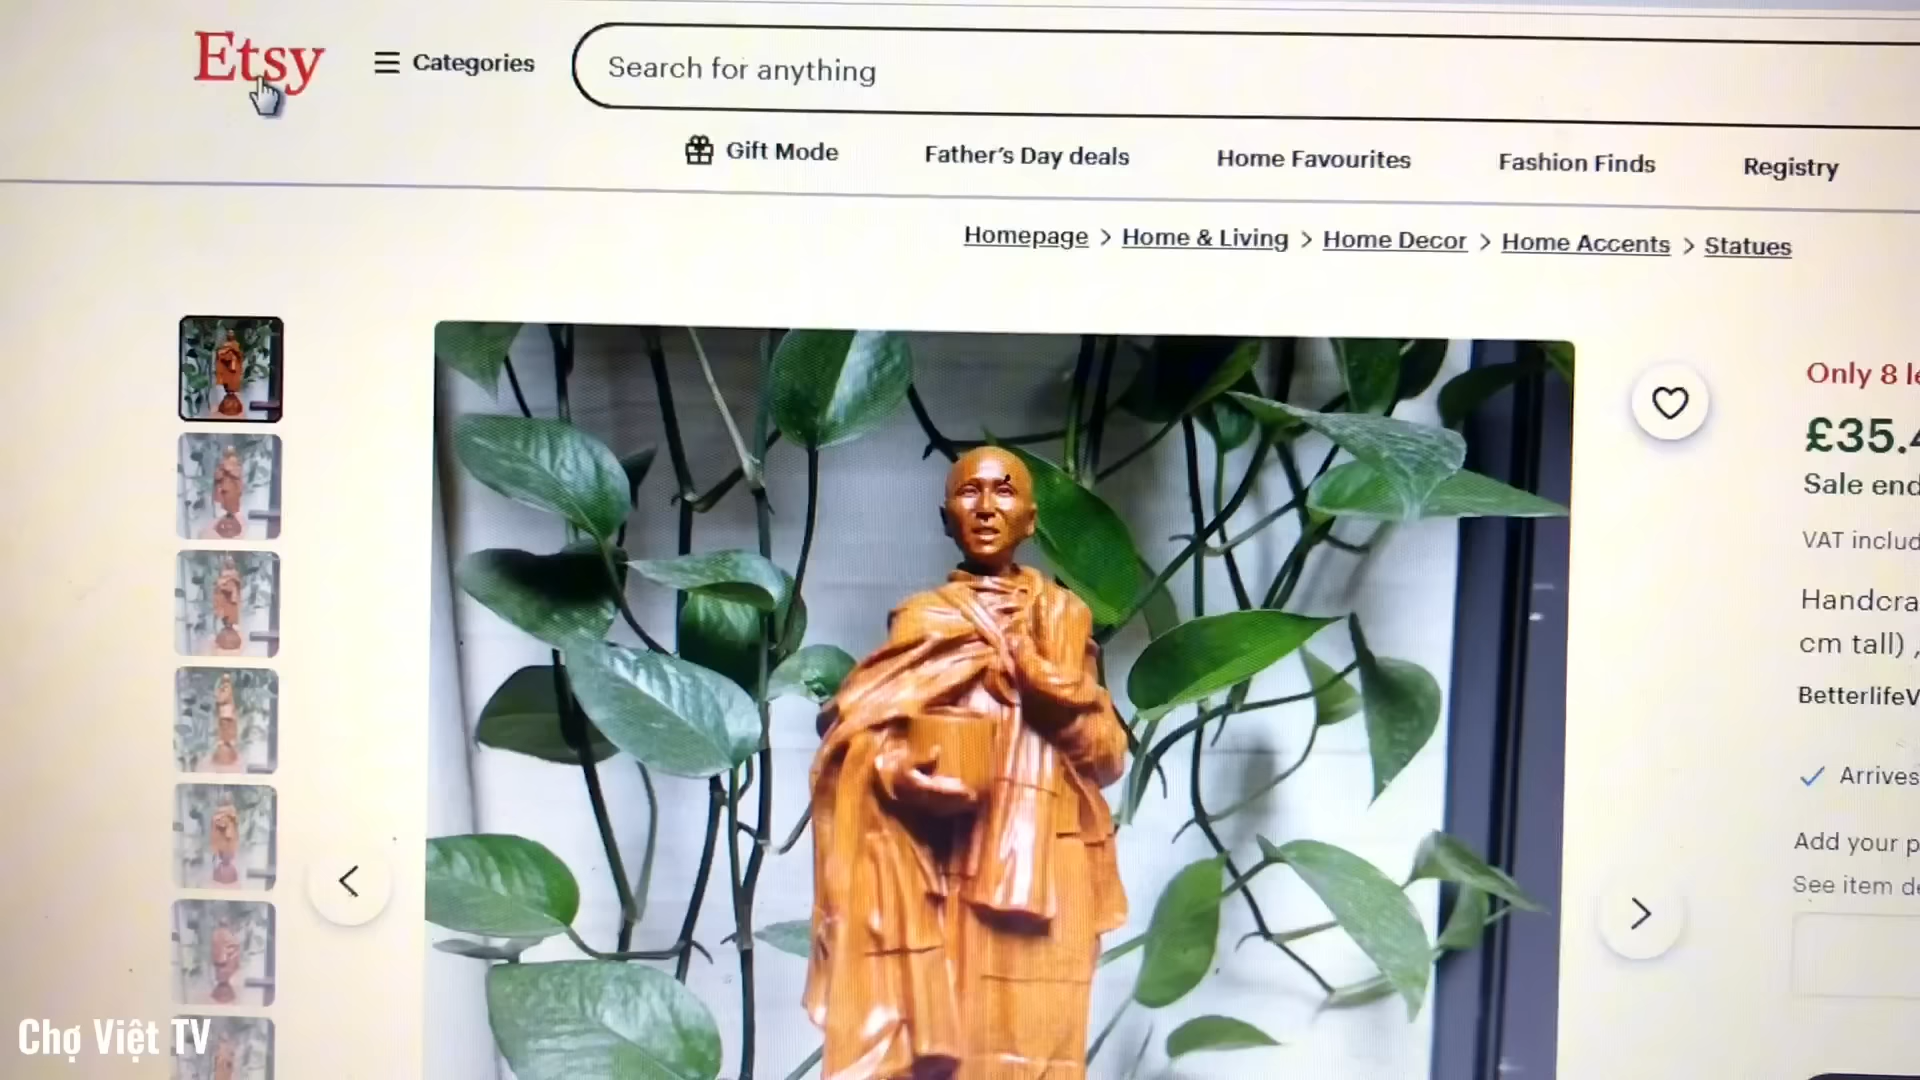 Etsy
Categories
Search for anything
Gift Mode
Father's Day deals
Home Favourites
Fashion Finds
Registry
Homepage > Home & Living > Home Decor > Home Accents > Statues
Only 8
£35.
Sale end
VAT includ
Handcra
cm tall) ,
BetterlifeV
Arrives
Add your p
See item de
Chợ Việt TV